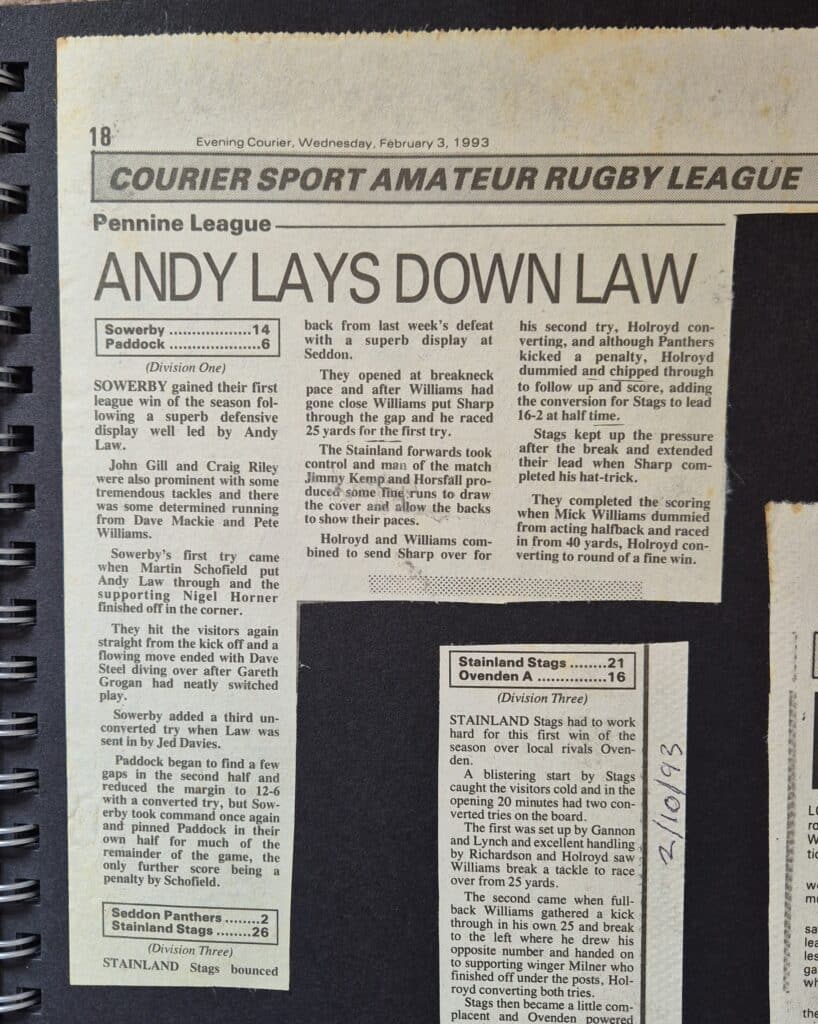 18
Evening Courier, Wednesday, February 3, 1993
COURIER SPORT AMATEUR RUGBY LEAGUE
Pennine League
ANDY LAYS DOWN LAW
Sowerby ..................14
Paddock .....................6
(Division One)
SOWERBY gained their first
league win of the season fol-
lowing a superb defensive
display well led by Andy
Law.
John Gill and Craig Riley
were also prominent with some
tremendous tackles and there
was some determined running
from Dave Mackie and Pete
Williams.
Sowerby's first try came
when Martin Schofield put
Andy Law through and the
supporting Nigel Horner
finished off in the corner.
They hit the visitors again
straight from the kick off and a
flowing move ended with Dave
Steel diving over after Gareth
Grogan had neatly switched
play.
Sowerby added a third un-
converted try when Law was
sent in by Jed Davies.
Paddock began to find a few
gaps in the second half and
reduced the margin to 12-6
with a converted try, but Sow-
erby took command once again
and pinned Paddock in their
own half for much of the
remainder of the game, the
only further score being a
penalty by Schofield.
Seddon Panthers ........2
Stainland Stags ........26
(Division Three)
STAINLAND Stags bounced
back from last week's defeat
with a superb display at
Seddon.
They opened at breakneck
pace and after Williams had
gone close Williams put Sharp
through the gap and he raced
25 yards for the first try.
The Stainland forwards took
control and man of the match
Jimmy Kemp and Horsfall pro-
duced some fine runs to draw
the cover and allow the backs
to show their paces.
Holroyd and Williams com-
bined to send Sharp over for
his second try, Holroyd con-
verting, and although Panthers
kicked a penalty, Holroyd
dummied and chipped through
to follow up and score, adding
the conversion for Stags to lead
16-2 at half time.
Stags kept up the pressure
after the break and extended
their lead when Sharp com-
pleted his hat-trick.
They completed the scoring
when Mick Williams dummied
from acting halfback and raced
in from 40 yards, Holroyd con-
verting to round of a fine win.
Stainland Stags ........21
Ovenden A ...............16
(Division Three)
STAINLAND Stags had to work
hard for this first win of the
season over local rivals Oven-
den.
A blistering start by Stags
caught the visitors cold and in the
opening 20 minutes had two con-
verted tries on the board.
The first was set up by Gannon
and Lynch and excellent handling
by Richardson and Holroyd saw
Williams break a tackle to race
over from 25 yards.
The second came when full-
back Williams gathered a kick
through in his own 25 and break
to the left where he drew his
opposite number and handed on
to supporting winger Milner who
finished off under the posts, Hol-
royd converting both tries.
Stags then became a little com-
placent and Ovenden powered
2/10/93